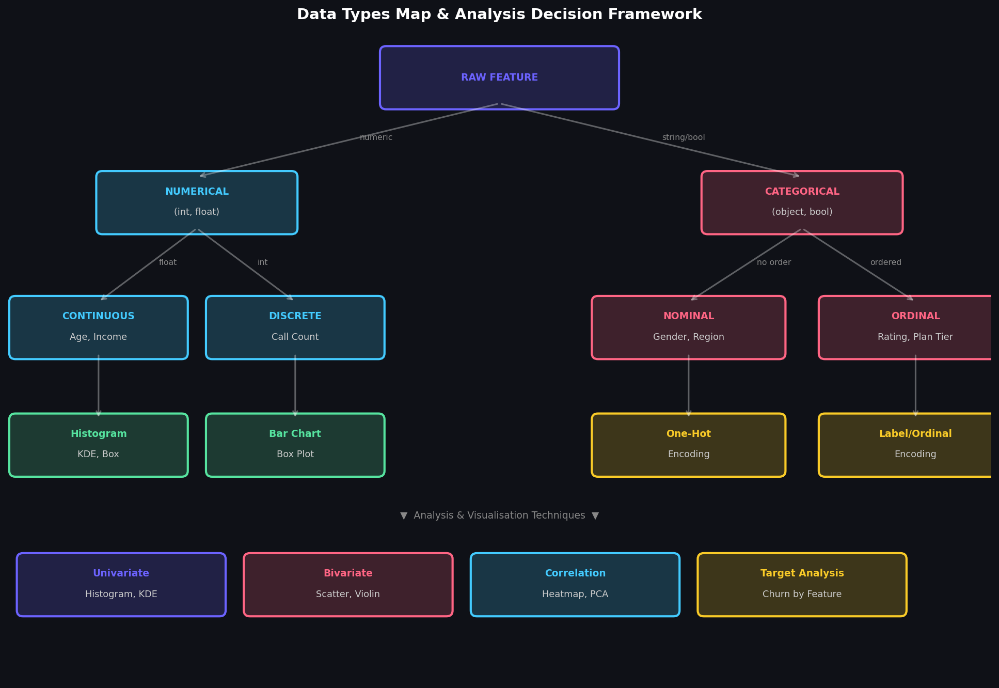 Data Types Map & Analysis Decision Framework
RAW FEATURE
numeric
string/bool
NUMERICAL
(int, float)
CATEGORICAL
(object, bool)
float
int
no order
ordered
CONTINUOUS
Age, Income
DISCRETE
Call Count
NOMINAL
Gender, Region
ORDINAL
Rating, Plan Tier
Histogram
KDE, Box
Bar Chart
Box Plot
One-Hot
Encoding
Label/Ordinal
Encoding
▼ Analysis & Visualisation Techniques ▼
Univariate
Histogram, KDE
Bivariate
Scatter, Violin
Correlation
Heatmap, PCA
Target Analysis
Churn by Feature